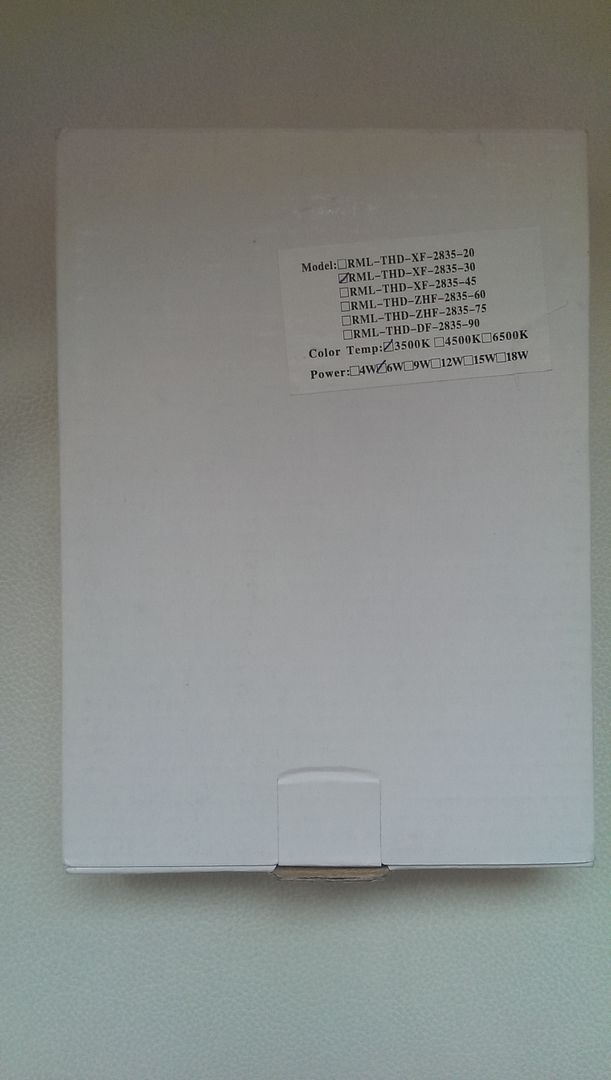 Model:☐RML-THD-XF-2835-20
☑RML-THD-XF-2835-30
☐RML-THD-XF-2835-45
☐RML-THD-ZHF-2835-60
☐RML-THD-ZHF-2835-75
☐RML-THD-DF-2835-90
Color Temp:☑3500K ☐4500K☐6500K
Power:☐4W☑6W☐9W☐12W☐15W☐18W